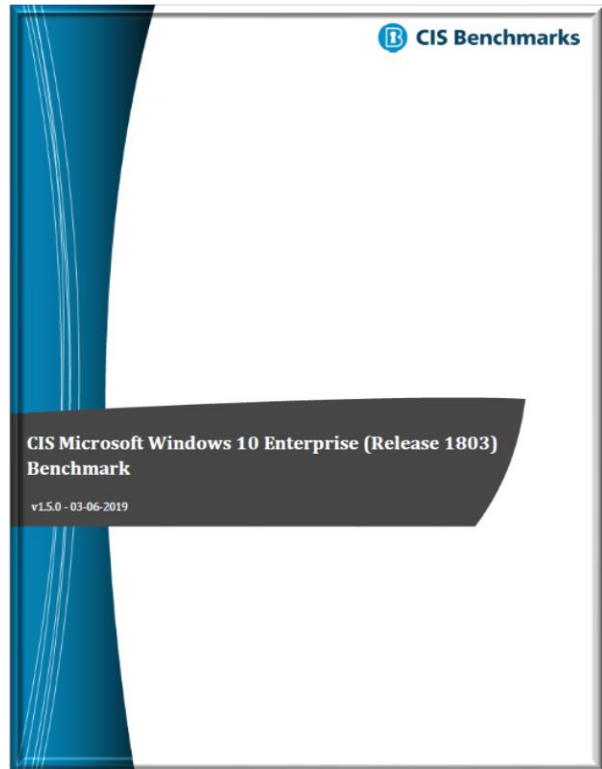 CIS Benchmarks
CIS Microsoft Windows 10 Enterprise (Release 1803)
Benchmark
v1.5.0 - 03-06-2019